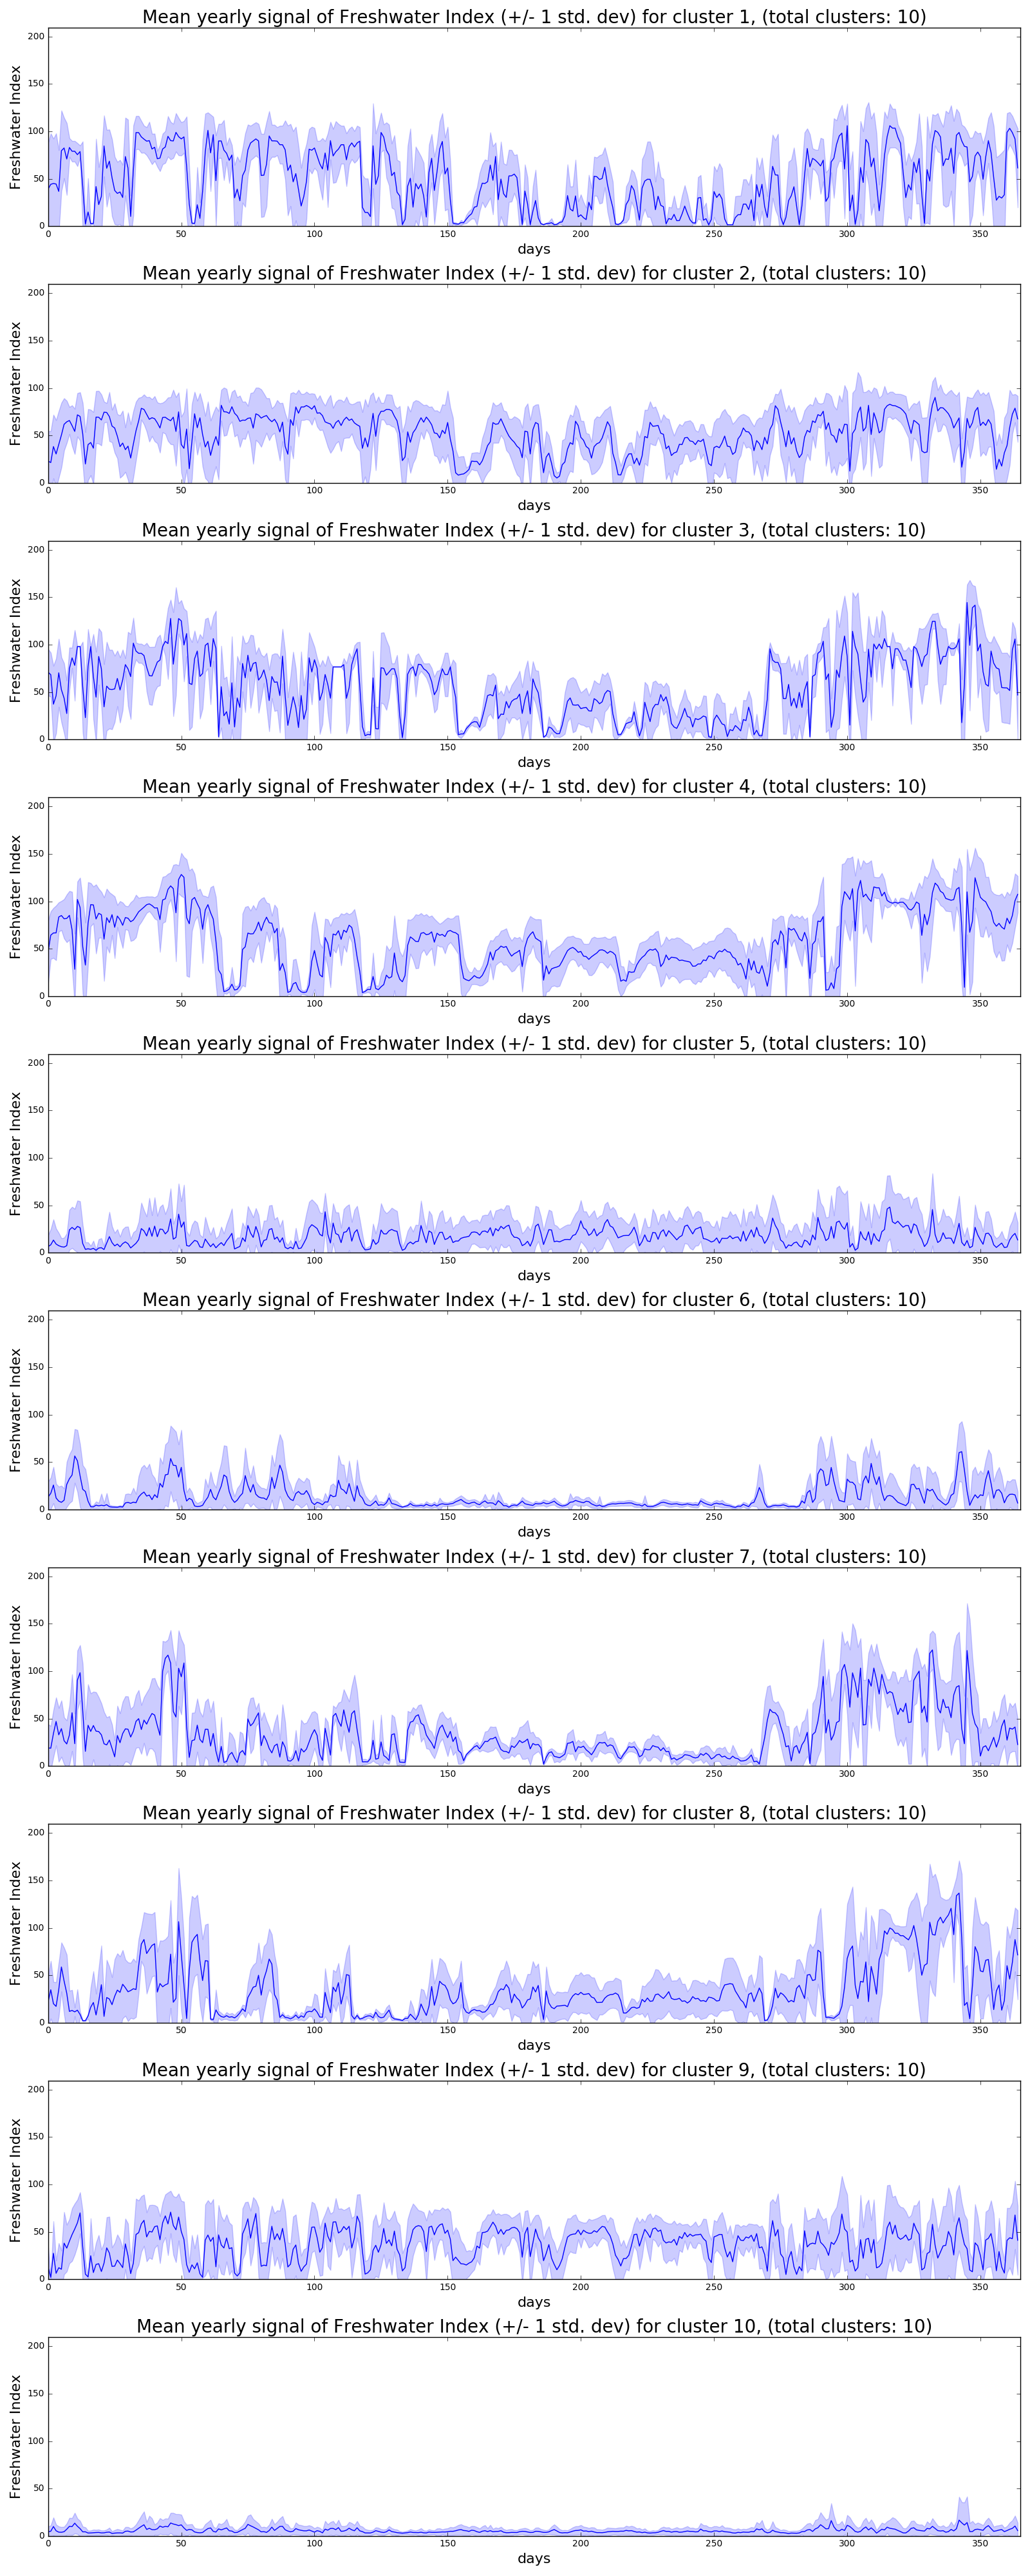 Mean yearly signal of Freshwater Index (+/- 1 std. dev) for cluster 1, (total clusters: 10)
200
150
100
50
0
Freshwater Index
0 50 100 150 200 250 300 350
days
Mean yearly signal of Freshwater Index (+/- 1 std. dev) for cluster 2, (total clusters: 10)
200
150
100
50
0
Freshwater Index
0 50 100 150 200 250 300 350
days
Mean yearly signal of Freshwater Index (+/- 1 std. dev) for cluster 3, (total clusters: 10)
200
150
100
50
0
Freshwater Index
0 50 100 150 200 250 300 350
days
Mean yearly signal of Freshwater Index (+/- 1 std. dev) for cluster 4, (total clusters: 10)
200
150
100
50
0
Freshwater Index
0 50 100 150 200 250 300 350
days
Mean yearly signal of Freshwater Index (+/- 1 std. dev) for cluster 5, (total clusters: 10)
200
150
100
50
0
Freshwater Index
0 50 100 150 200 250 300 350
days
Mean yearly signal of Freshwater Index (+/- 1 std. dev) for cluster 6, (total clusters: 10)
200
150
100
50
0
Freshwater Index
0 50 100 150 200 250 300 350
days
Mean yearly signal of Freshwater Index (+/- 1 std. dev) for cluster 7, (total clusters: 10)
200
150
100
50
0
Freshwater Index
0 50 100 150 200 250 300 350
days
Mean yearly signal of Freshwater Index (+/- 1 std. dev) for cluster 8, (total clusters: 10)
200
150
100
50
0
Freshwater Index
0 50 100 150 200 250 300 350
days
Mean yearly signal of Freshwater Index (+/- 1 std. dev) for cluster 9, (total clusters: 10)
200
150
100
50
0
Freshwater Index
0 50 100 150 200 250 300 350
days
Mean yearly signal of Freshwater Index (+/- 1 std. dev) for cluster 10, (total clusters: 10)
200
150
100
50
0
Freshwater Index
0 50 100 150 200 250 300 350
days